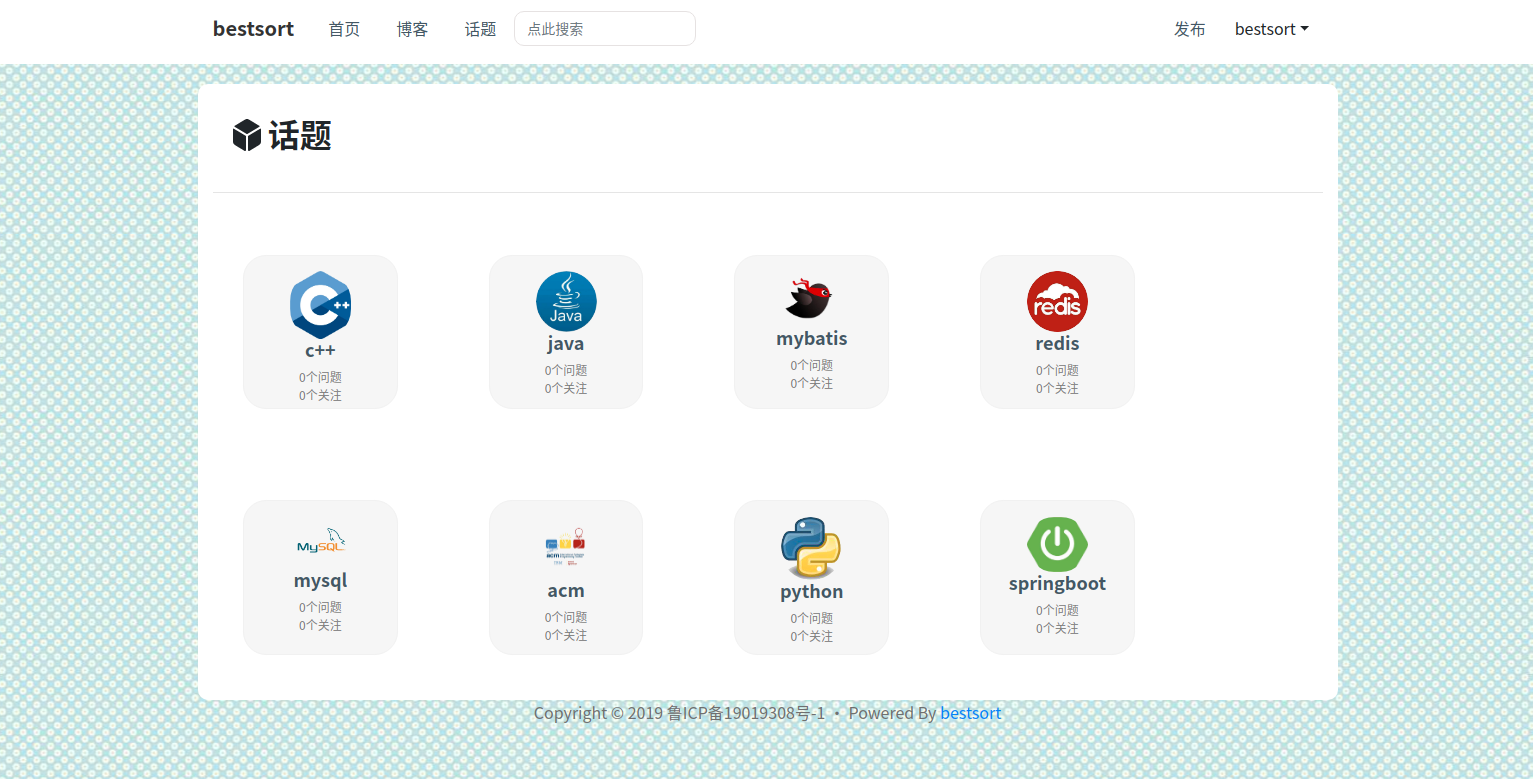 bestsort 首页 博客 话题 点此搜索 发布 bestsort
话题
C++
c++
0个问题
0个关注
Java
java
0个问题
0个关注
mybatis
0个问题
0个关注
redis
redis
0个问题
0个关注
MySQL
mysql
0个问题
0个关注
acm
acm
0个问题
0个关注
python
0个问题
0个关注
springboot
0个问题
0个关注
Copyright © 2019 鲁ICP备19019308号-1 · Powered By bestsort